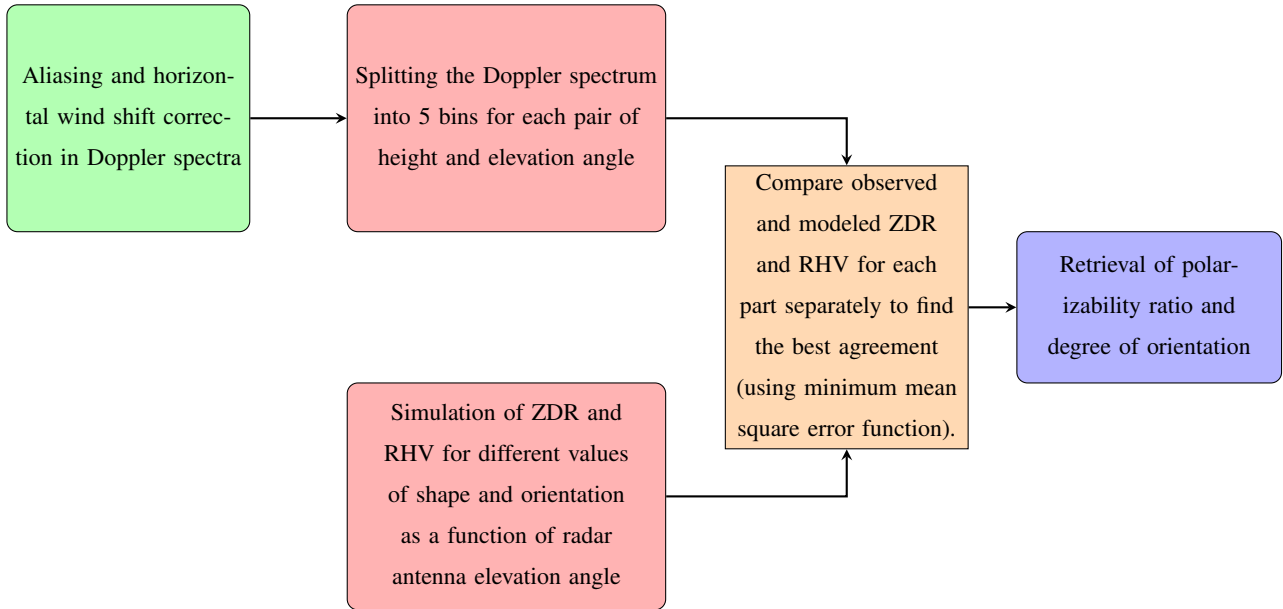 Aliasing and horizon-
tal wind shift correc-
tion in Doppler spectra
Splitting the Doppler spectrum
into 5 bins for each pair of
height and elevation angle
Compare observed
and modeled ZDR
and RHV for each
part separately to find
the best agreement
(using minimum mean
square error function).
Retrieval of polar-
izability ratio and
degree of orientation
Simulation of ZDR and
RHV for different values
of shape and orientation
as a function of radar
antenna elevation angle